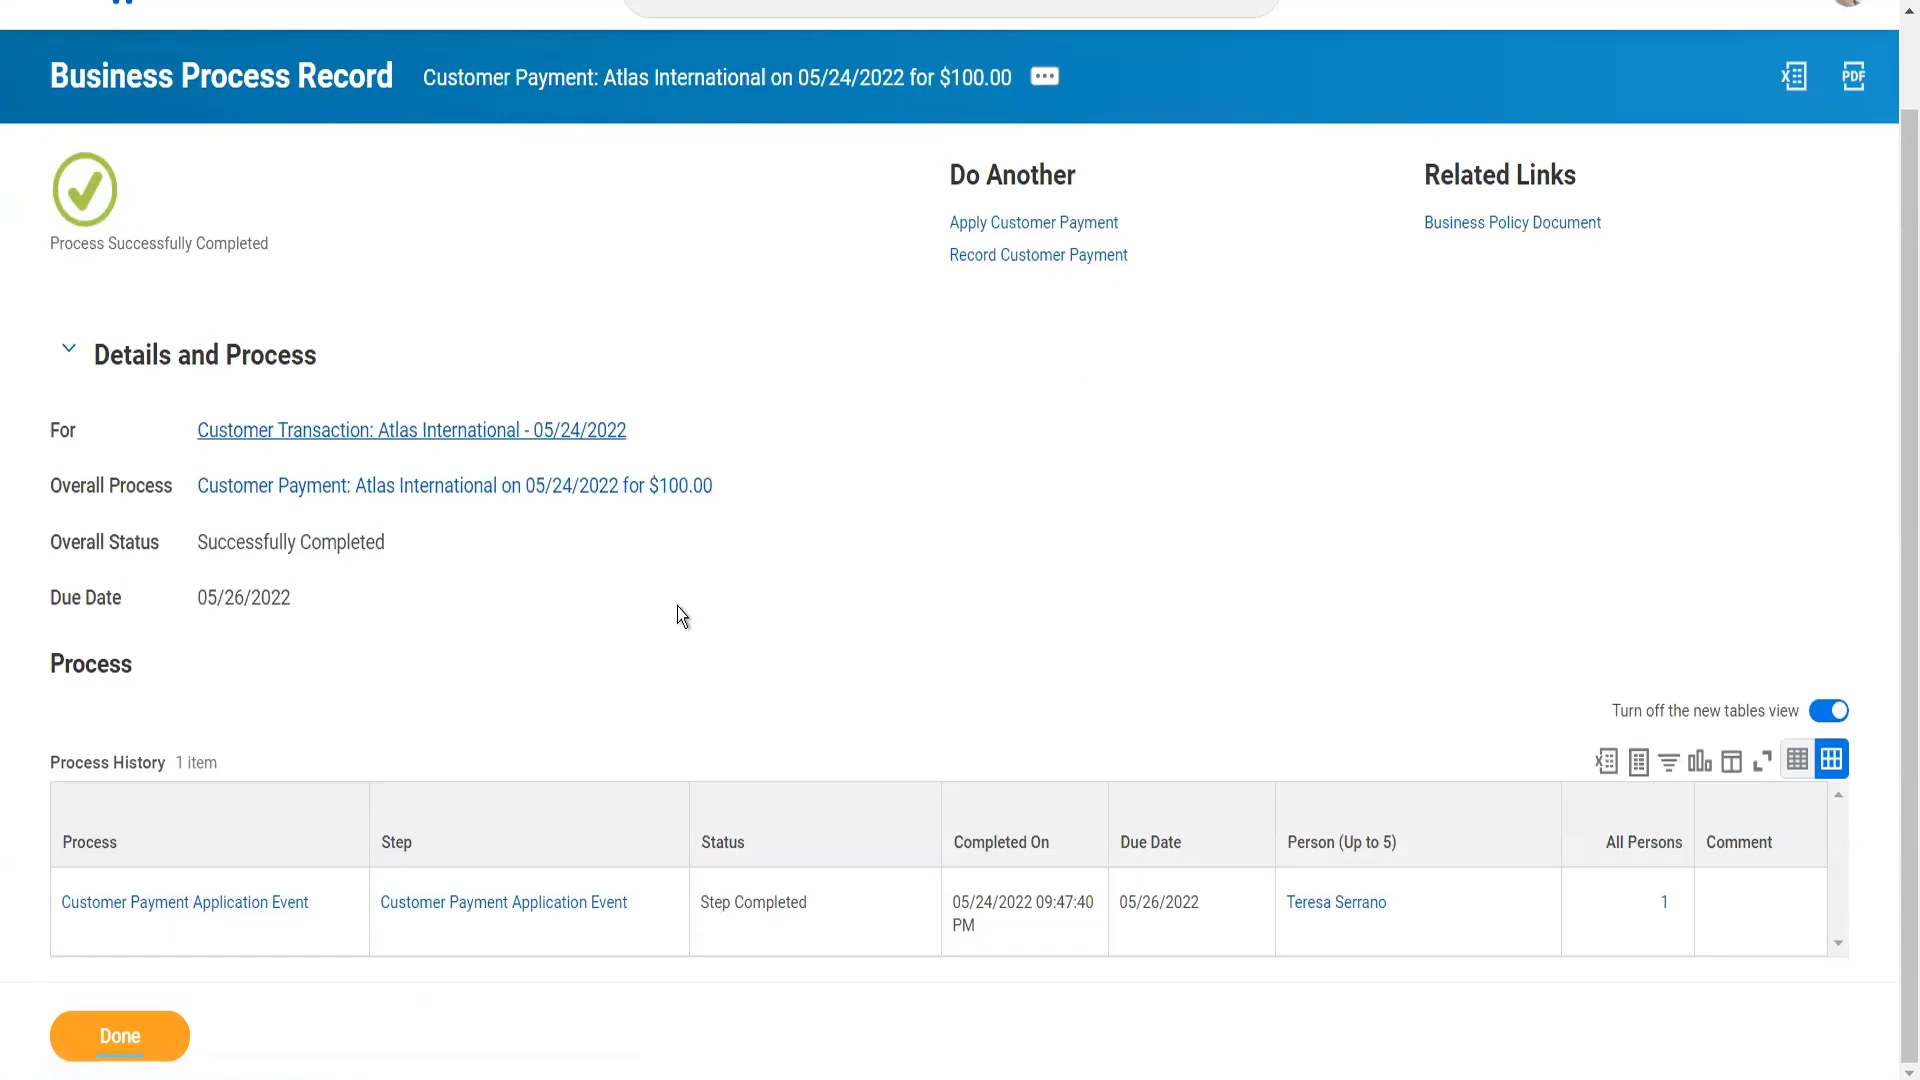 Business Process Record Customer Payment: Atlas International on 05/24/2022 for $100.00
PDF
Process Successfully Completed
Do Another
Apply Customer Payment
Record Customer Payment
Related Links
Business Policy Document
Details and Process
For Customer Transaction: Atlas International - 05/24/2022
Overall Process Customer Payment: Atlas International on 05/24/2022 for $100.00
Overall Status Successfully Completed
Due Date 05/26/2022
Process
Turn off the new tables view
Process History 1 item
Process Step Status Completed On Due Date Person (Up to 5) All Persons Comment
Customer Payment Application Event Customer Payment Application Event Step Completed 05/24/2022 09:47:40 05/26/2022 Teresa Serrano 1
PM
Done